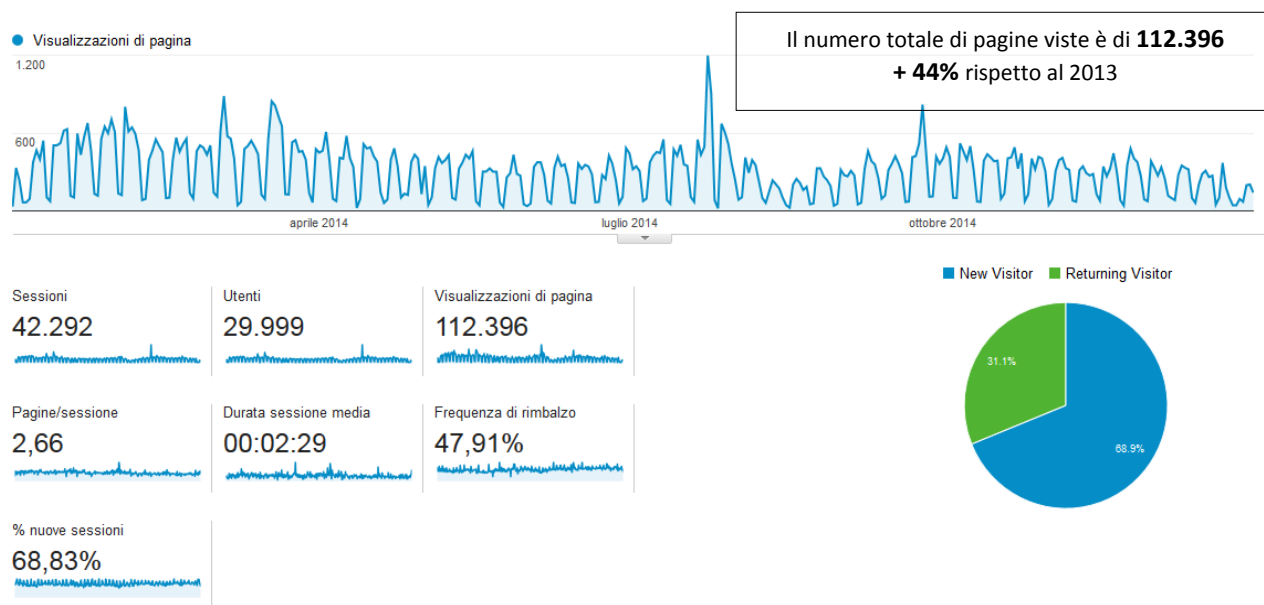 Visualizzazioni di pagina
Il numero totale di pagine viste è di 112.396
+ 44% rispetto al 2013
1.200
600
aprile 2014
luglio 2014
ottobre 2014
New Visitor
Returning Visitor
Sessioni
42.292
Utenti
29.999
Visualizzazioni di pagina
112.396
31.1%
68.9%
Pagine/sessione
2,66
Durata sessione media
00:02:29
Frequenza di rimbalzo
47,91%
% nuove sessioni
68,83%